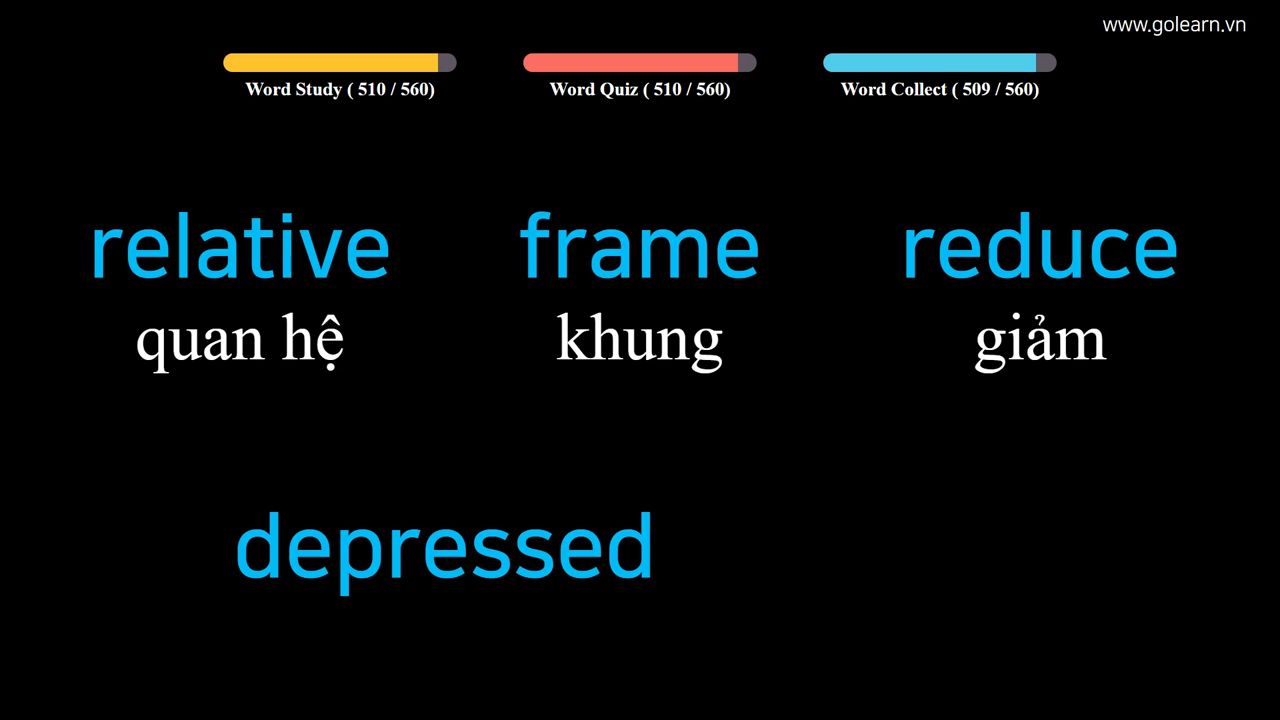 www.golearn.vn
Word Study ( 510 / 560)
Word Quiz ( 510 / 560)
Word Collect ( 509 / 560)
relative
frame
reduce
quan hệ
khung
giảm
depressed